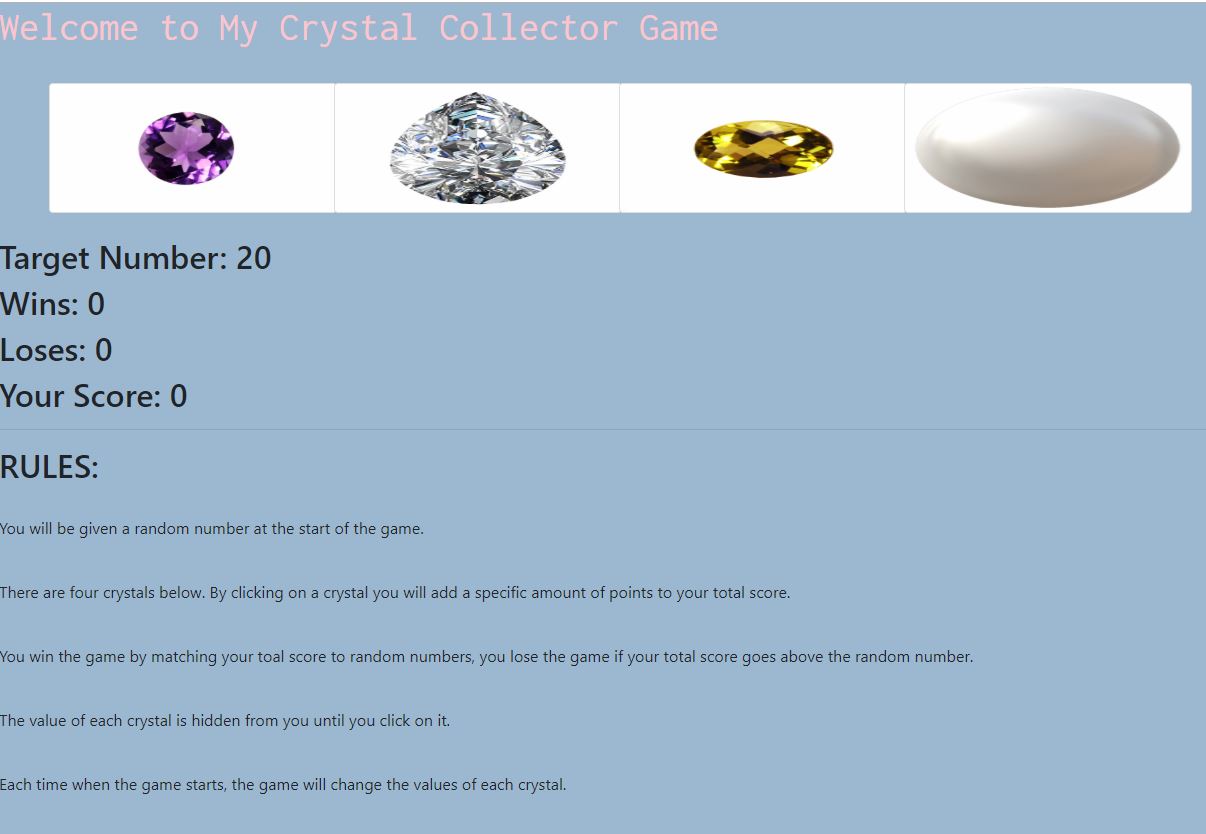 Welcome to My Crystal Collector Game
Target Number: 20
Wins: 0
Loses: 0
Your Score: 0
RULES:
You will be given a random number at the start of the game.
There are four crystals below. By clicking on a crystal you will add a specific amount of points to your total score.
You win the game by matching your toal score to random numbers, you lose the game if your total score goes above the random number.
The value of each crystal is hidden from you until you click on it.
Each time when the game starts, the game will change the values of each crystal.